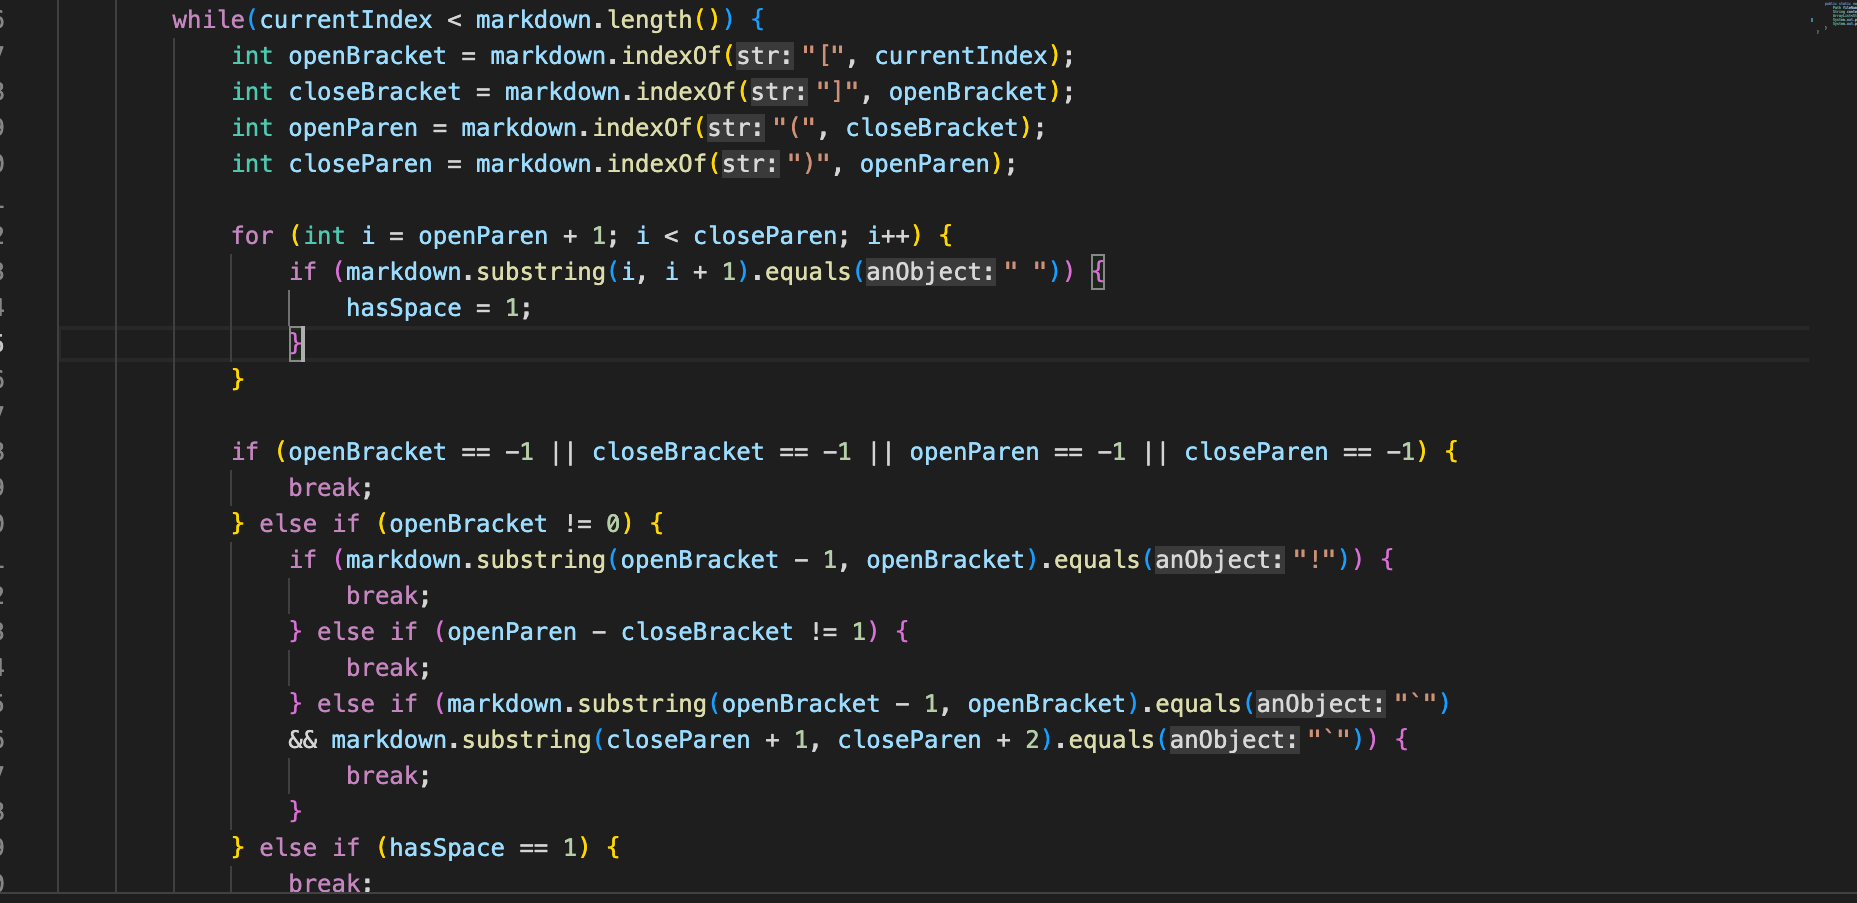 while(currentIndex < markdown.length()) {
int openBracket = markdown.indexOf(str: "[", currentIndex);
int closeBracket = markdown.indexOf(str: "]", openBracket);
int openParen = markdown.indexOf(str: "(", closeBracket);
int closeParen = markdown.indexOf(str: ")", openParen);
for (int i = openParen + 1; i < closeParen; i++) {
if (markdown.substring(i, i + 1).equals(anObject: " ")) {
hasSpace = 1;
}
}
if (openBracket == -1 || closeBracket == -1 || openParen == -1 || closeParen == -1) {
break;
} else if (openBracket != 0) {
if (markdown.substring(openBracket - 1, openBracket).equals(anObject: "!")) {
break;
} else if (openParen - closeBracket != 1) {
break;
} else if (markdown.substring(openBracket - 1, openBracket).equals(anObject: "`")
&& markdown.substring(closeParen + 1, closeParen + 2).equals(anObject: "`")) {
break;
}
} else if (hasSpace == 1) {
break;